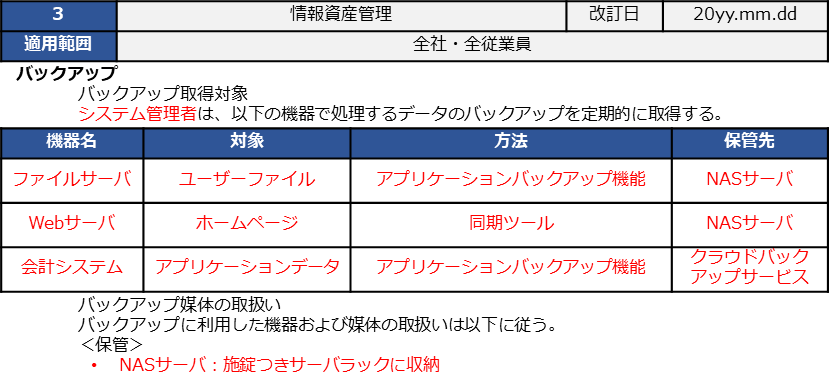 3 情報資産管理 改訂日 20yy.mm.dd
適用範囲 全社・全従業員
バックアップ
バックアップ取得対象
システム管理者は、以下の機器で処理するデータのバックアップを定期的に取得する。
機器名 対象 方法 保管先
ファイルサーバ ユーザーファイル アプリケーションバックアップ機能 NASサーバ
Webサーバ ホームページ 同期ツール NASサーバ
会計システム アプリケーションデータ アプリケーションバックアップ機能 クラウドバック
アップサービス
バックアップ媒体の取扱い
バックアップに利用した機器および媒体の取扱いは以下に従う。
＜保管＞
• NASサーバ：施錠つきサーバラックに収納